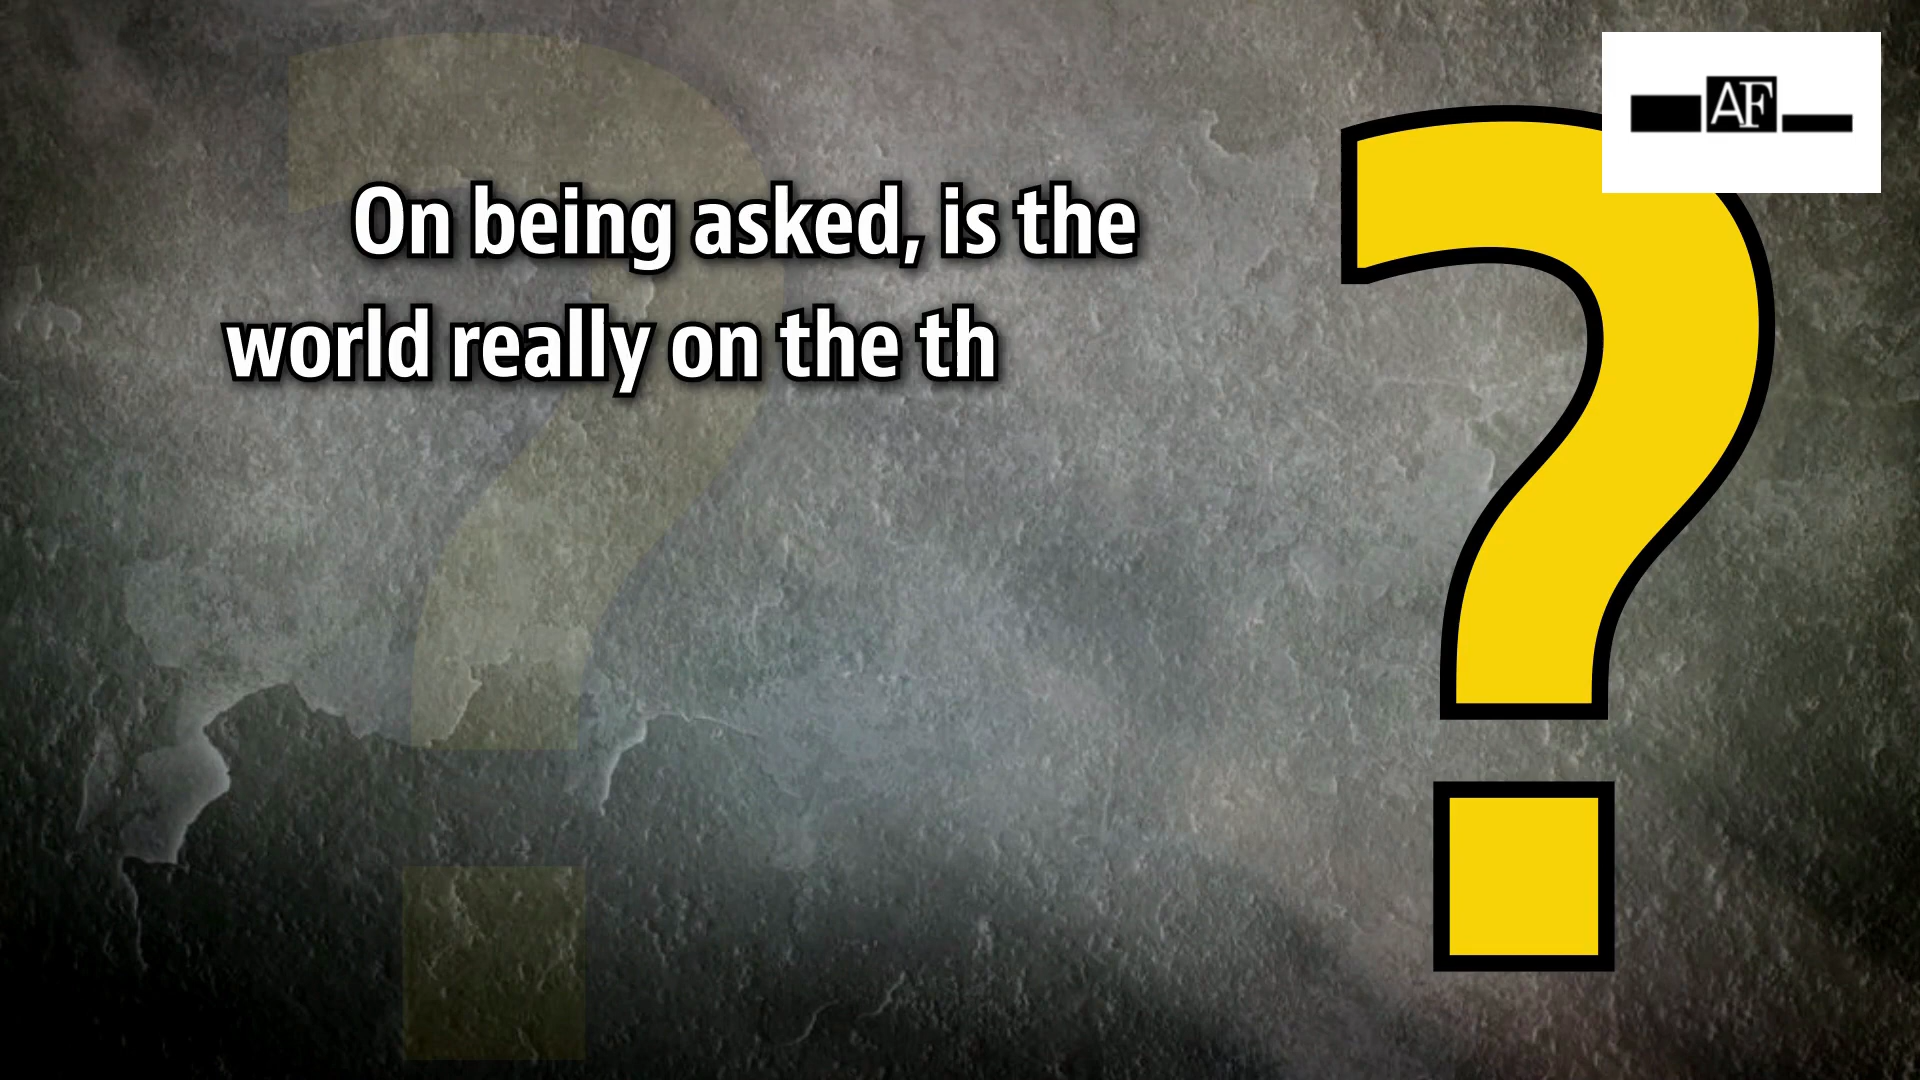 On being asked, is the
world really on the th
?
AF